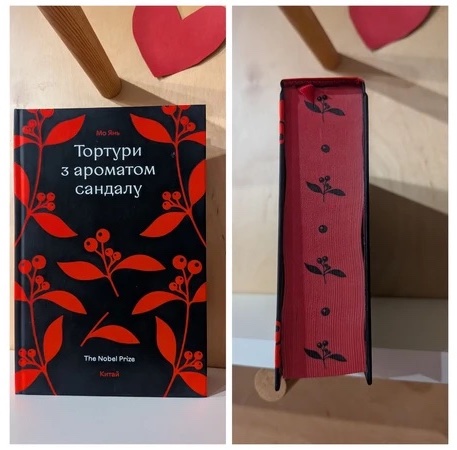 Мо Янь
Тортури
з ароматом
сандалу
The Nobel Prize
Китай